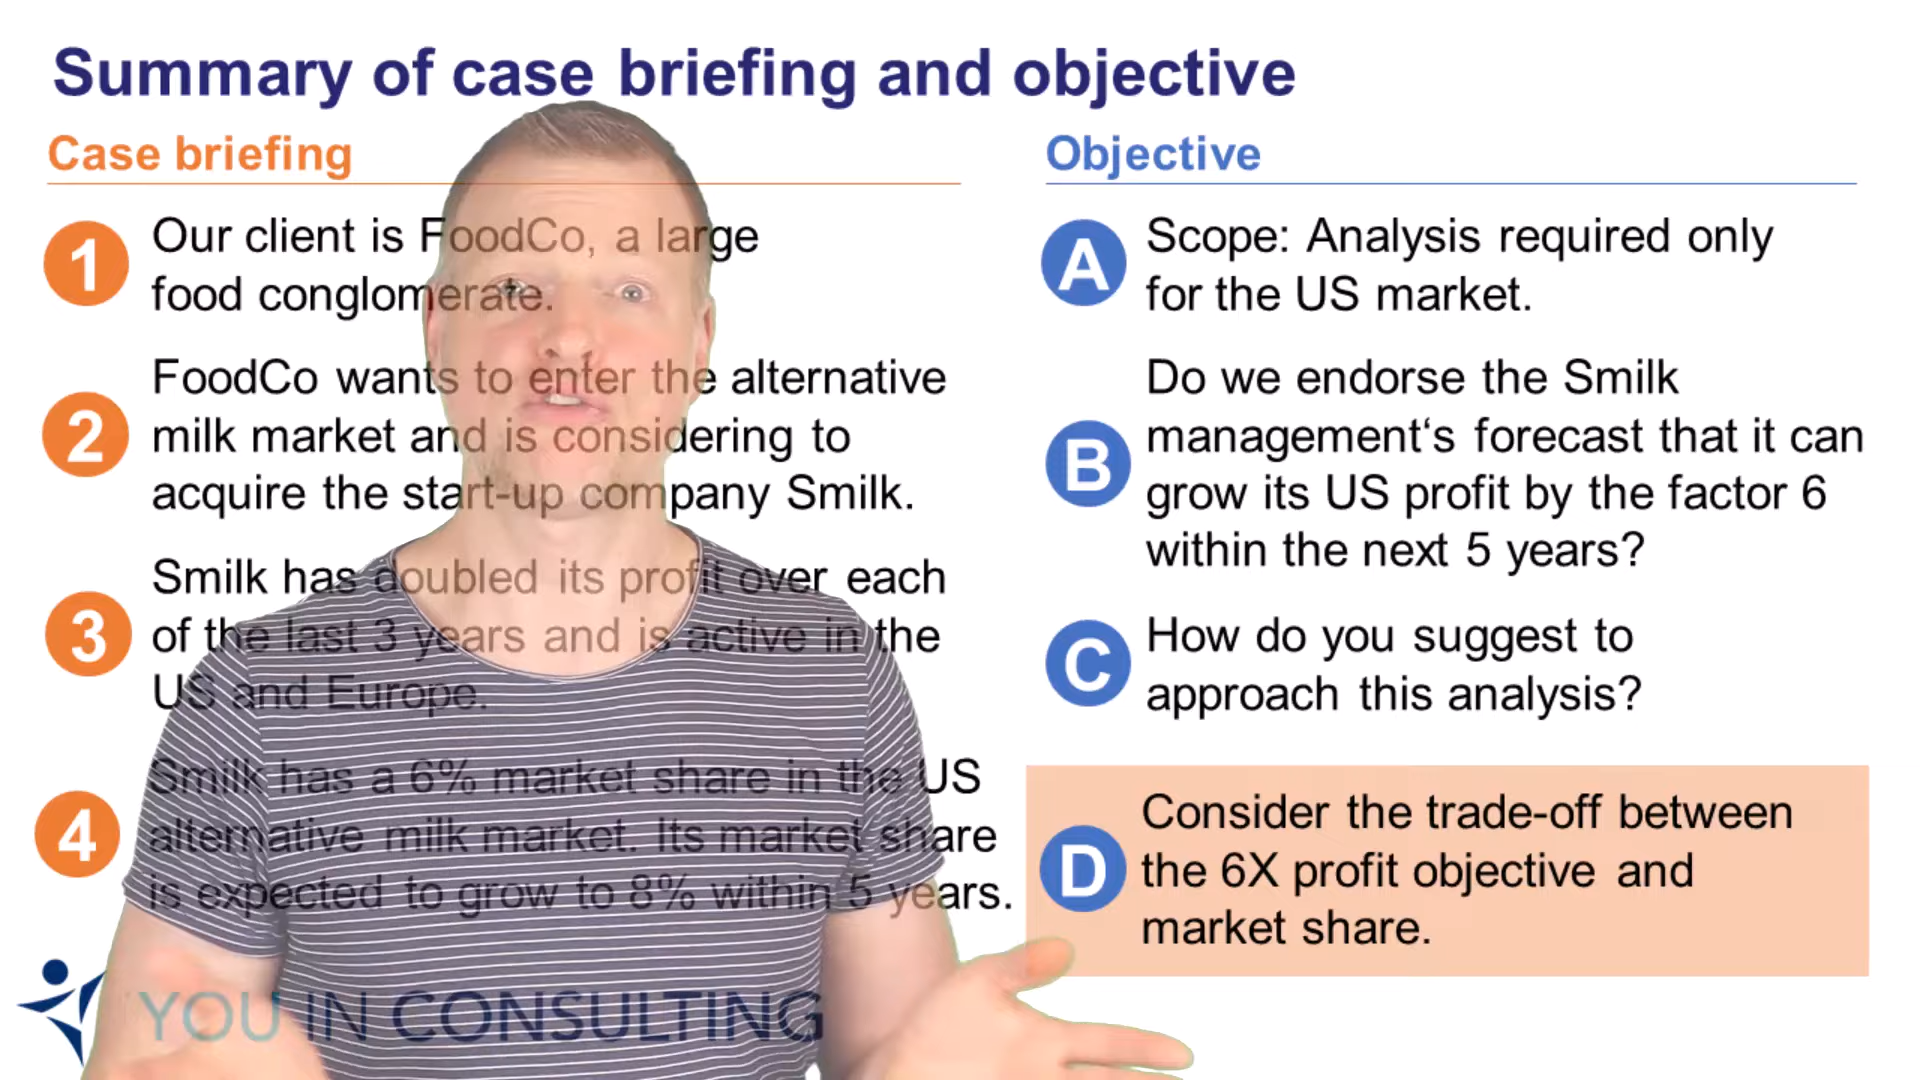 Summary of case briefing and objective
Case briefing
1
Our client is FoodCo, a large
food conglomerate.
2
FoodCo wants to enter the alternative
milk market and is considering to
acquire the start-up company Smilk.
3
Smilk has doubled its profit over each
of the last 3 years and is active in the
US and Europe.
4
Smilk has a 6% market share in the US
alternative milk market. Its market share
is expected to grow to 8% within 5 years.
Objective
A
Scope: Analysis required only
for the US market.
B
Do we endorse the Smilk
management‘s forecast that it can
grow its US profit by the factor 6
within the next 5 years?
C
How do you suggest to
approach this analysis?
D
Consider the trade-off between
the 6X profit objective and
market share.
YOU IN CONSULTING